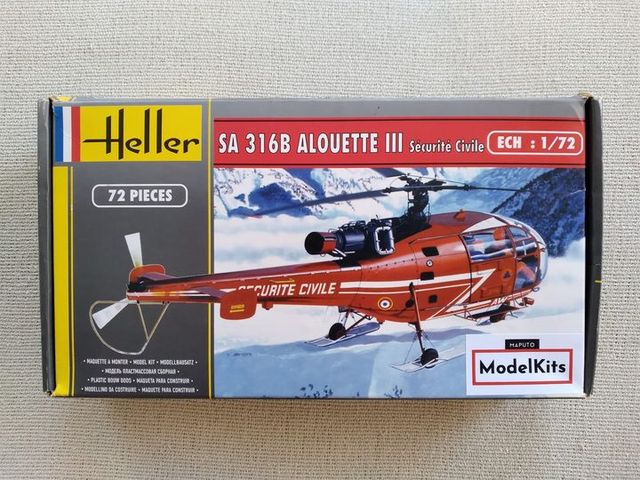 Heller
SA 316B ALOUETTE III Securite Civile ECH : 1/72
72 PIECES
SECURITE CIVILE
MAQUETTE A MONTER • MODEL KIT • MODELLBAUSATZ •
МОДЕЛЬ ПЛАСТМАССОВАЯ СБОРНАЯ •
PLASTIC BOUW DOOS • MAQUETA PARA CONSTRUIR •
MODELLINO DA COSTRUIRE • MAQUETE PARA CONSTRUIR •
MAPUTO
ModelKits